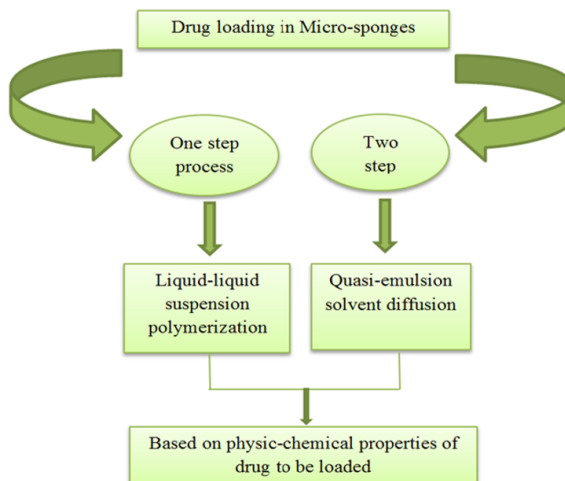 Drug loading in Micro-sponges
One step
process
Two
step
Liquid-liquid
suspension
polymerization
Quasi-emulsion
solvent diffusion
Based on physic-chemical properties of
drug to be loaded